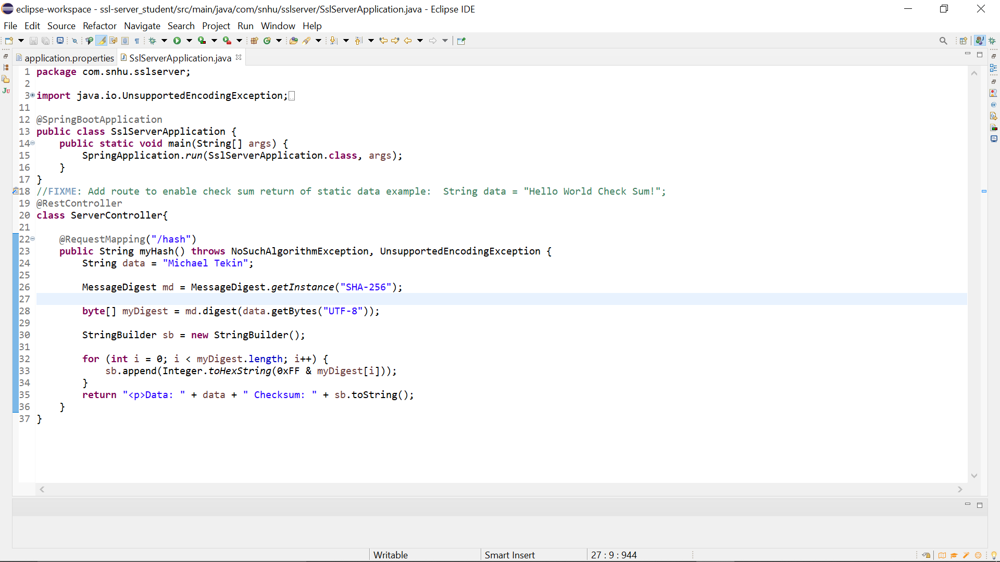 eclipse-workspace - ssl-server_student/src/main/java/com/snhu/sslserver/SslServerApplication.java - Eclipse IDE
File Edit Source Refactor Navigate Search Project Run Window Help
application.properties SslServerApplication.java
1 package com.snhu.sslserver;
2
3 import java.io.UnsupportedEncodingException;
11
12 @SpringBootApplication
13 public class SslServerApplication {
14 public static void main(String[] args) {
15 SpringApplication.run(SslServerApplication.class, args);
16 }
17 }
18 //FIXME: Add route to enable check sum return of static data example:  String data = "Hello World Check Sum!";
19 @RestController
20 class ServerController{
21
22 @RequestMapping("/hash")
23 public String myHash() throws NoSuchAlgorithmException, UnsupportedEncodingException {
24 String data = "Michael Tekin";
25
26 MessageDigest md = MessageDigest.getInstance("SHA-256");
27
28 byte[] myDigest = md.digest(data.getBytes("UTF-8"));
29
30 StringBuilder sb = new StringBuilder();
31
32 for (int i = 0; i < myDigest.length; i++) {
33 sb.append(Integer.toHexString(0xFF & myDigest[i]));
34 }
35 return "<p>Data: " + data + " Checksum: " + sb.toString();
36 }
37 }
Writable Smart Insert 27 : 9 : 944